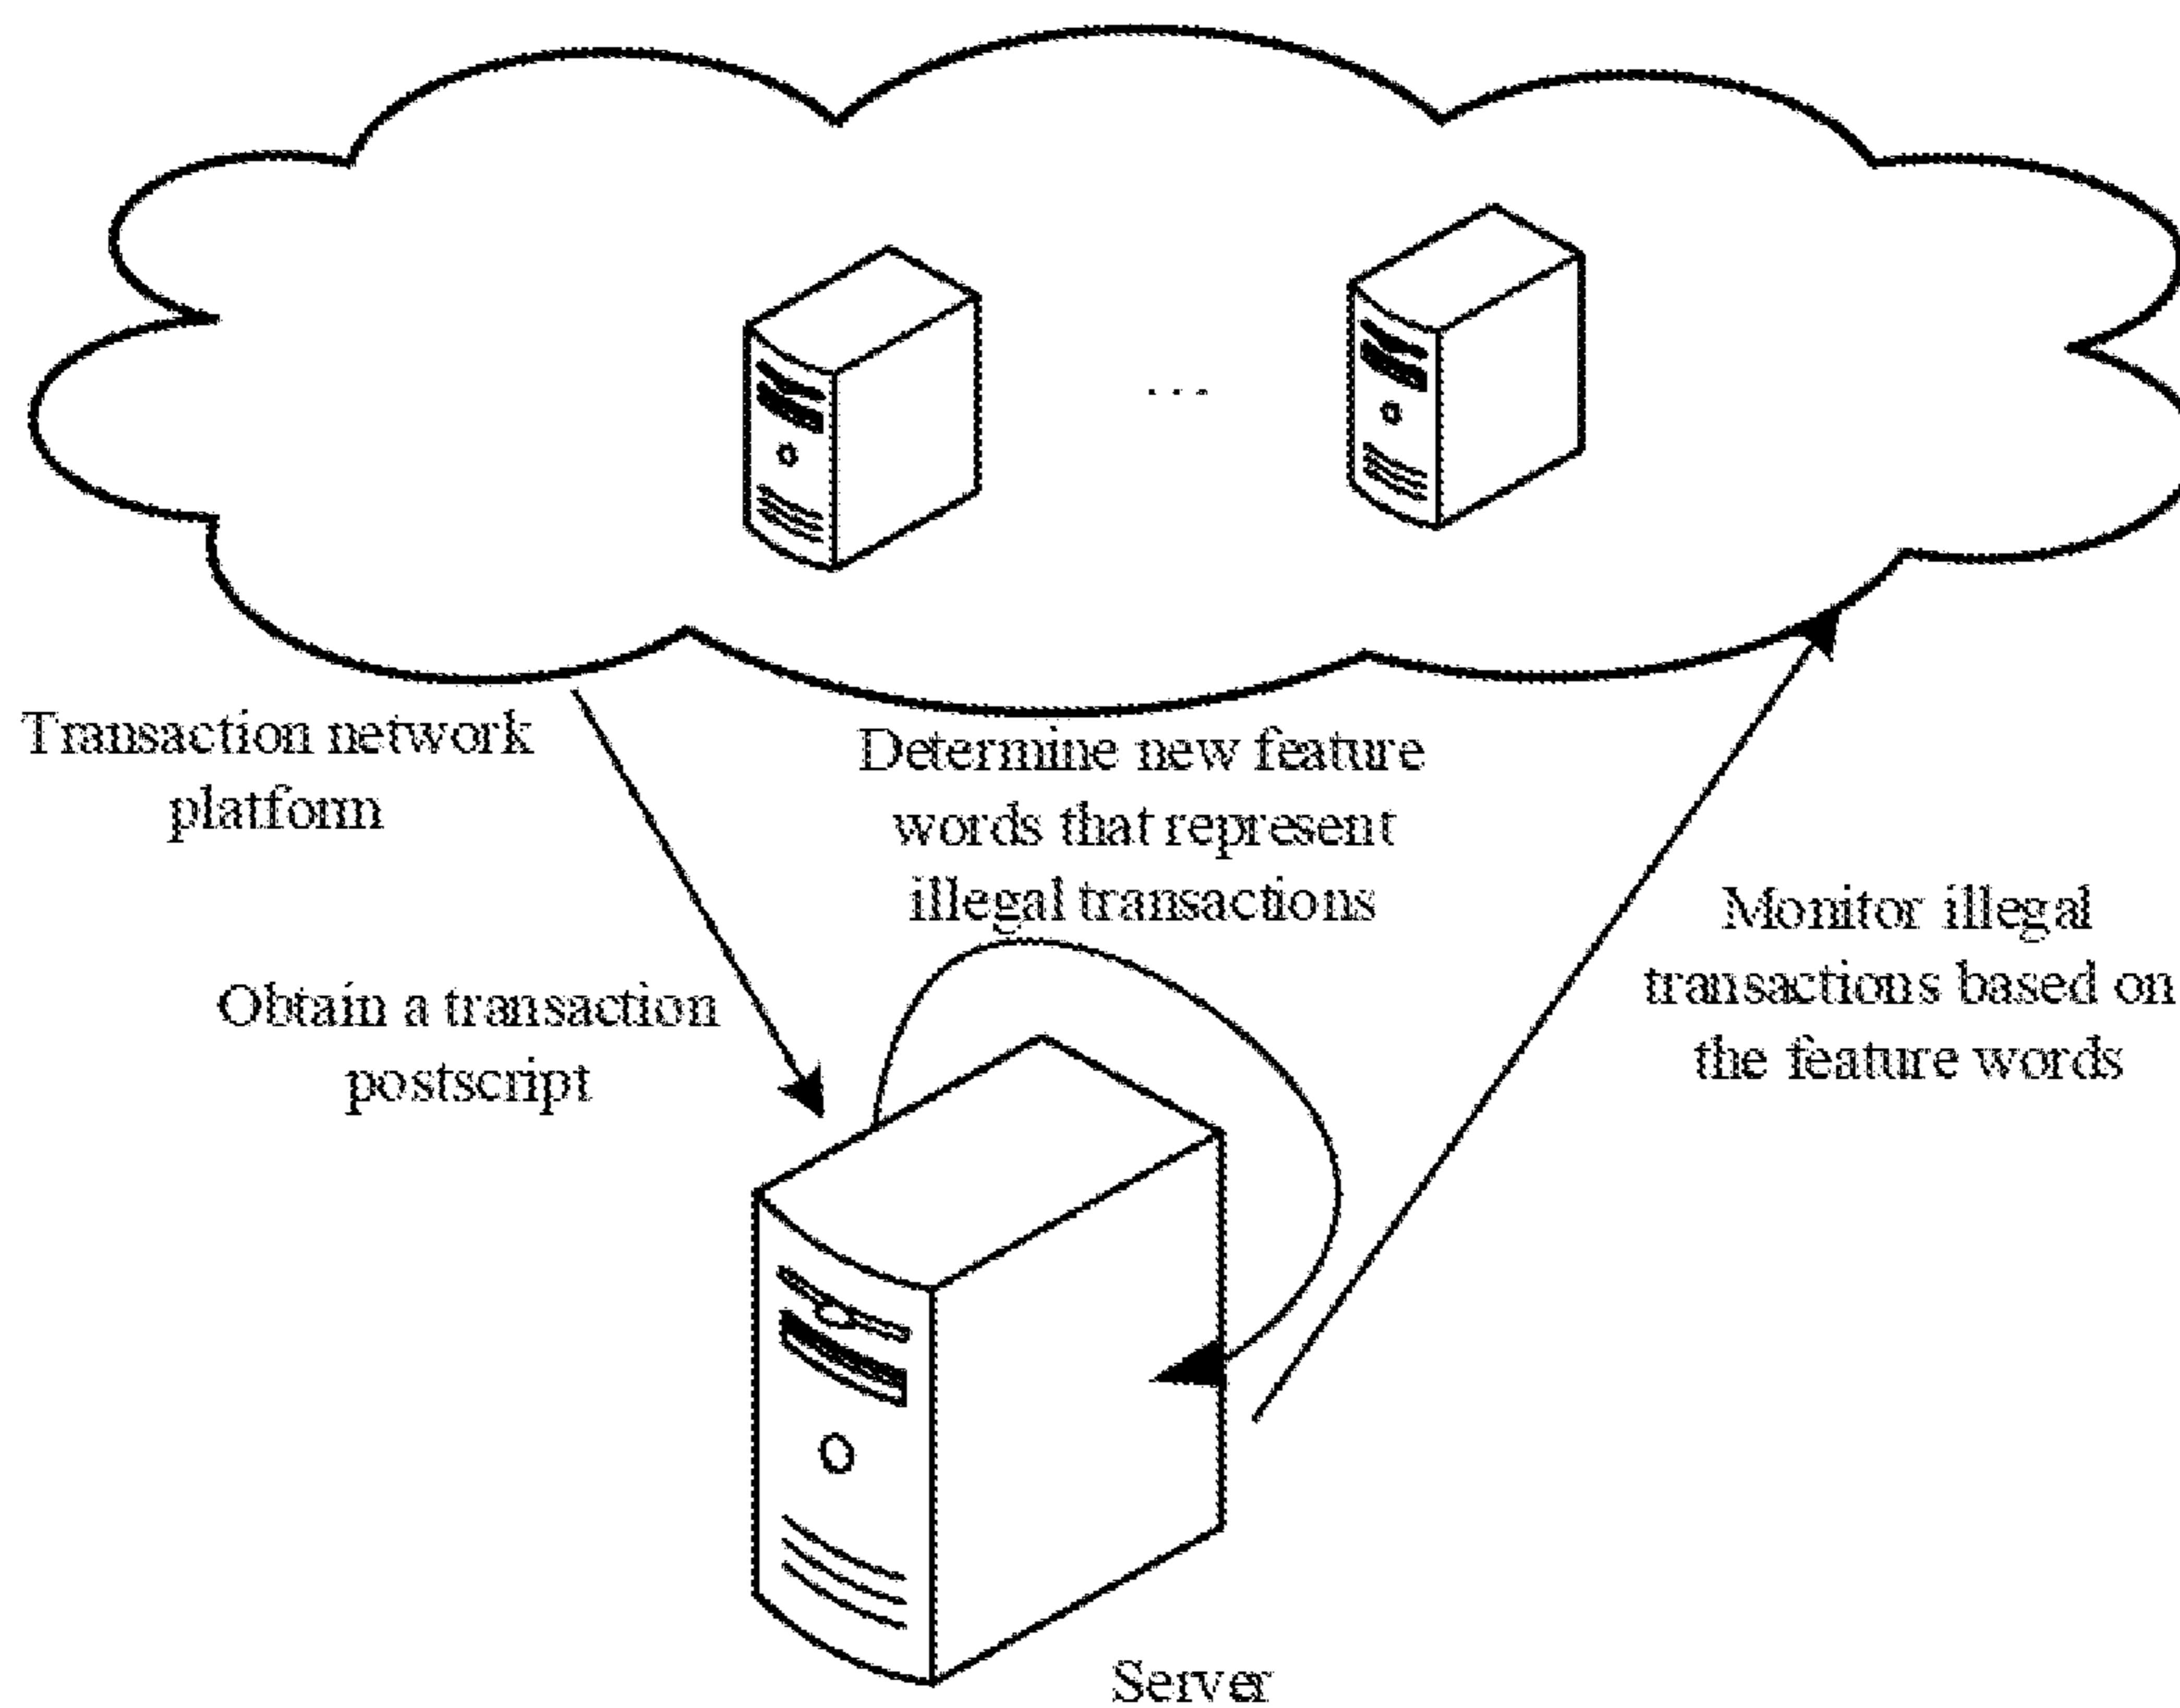 Transaction network
platform
Determine new feature
words that represent
illegal transactions
Obtain a transaction
postscript
Monitor illegal
transactions based on
the feature words
...
Server